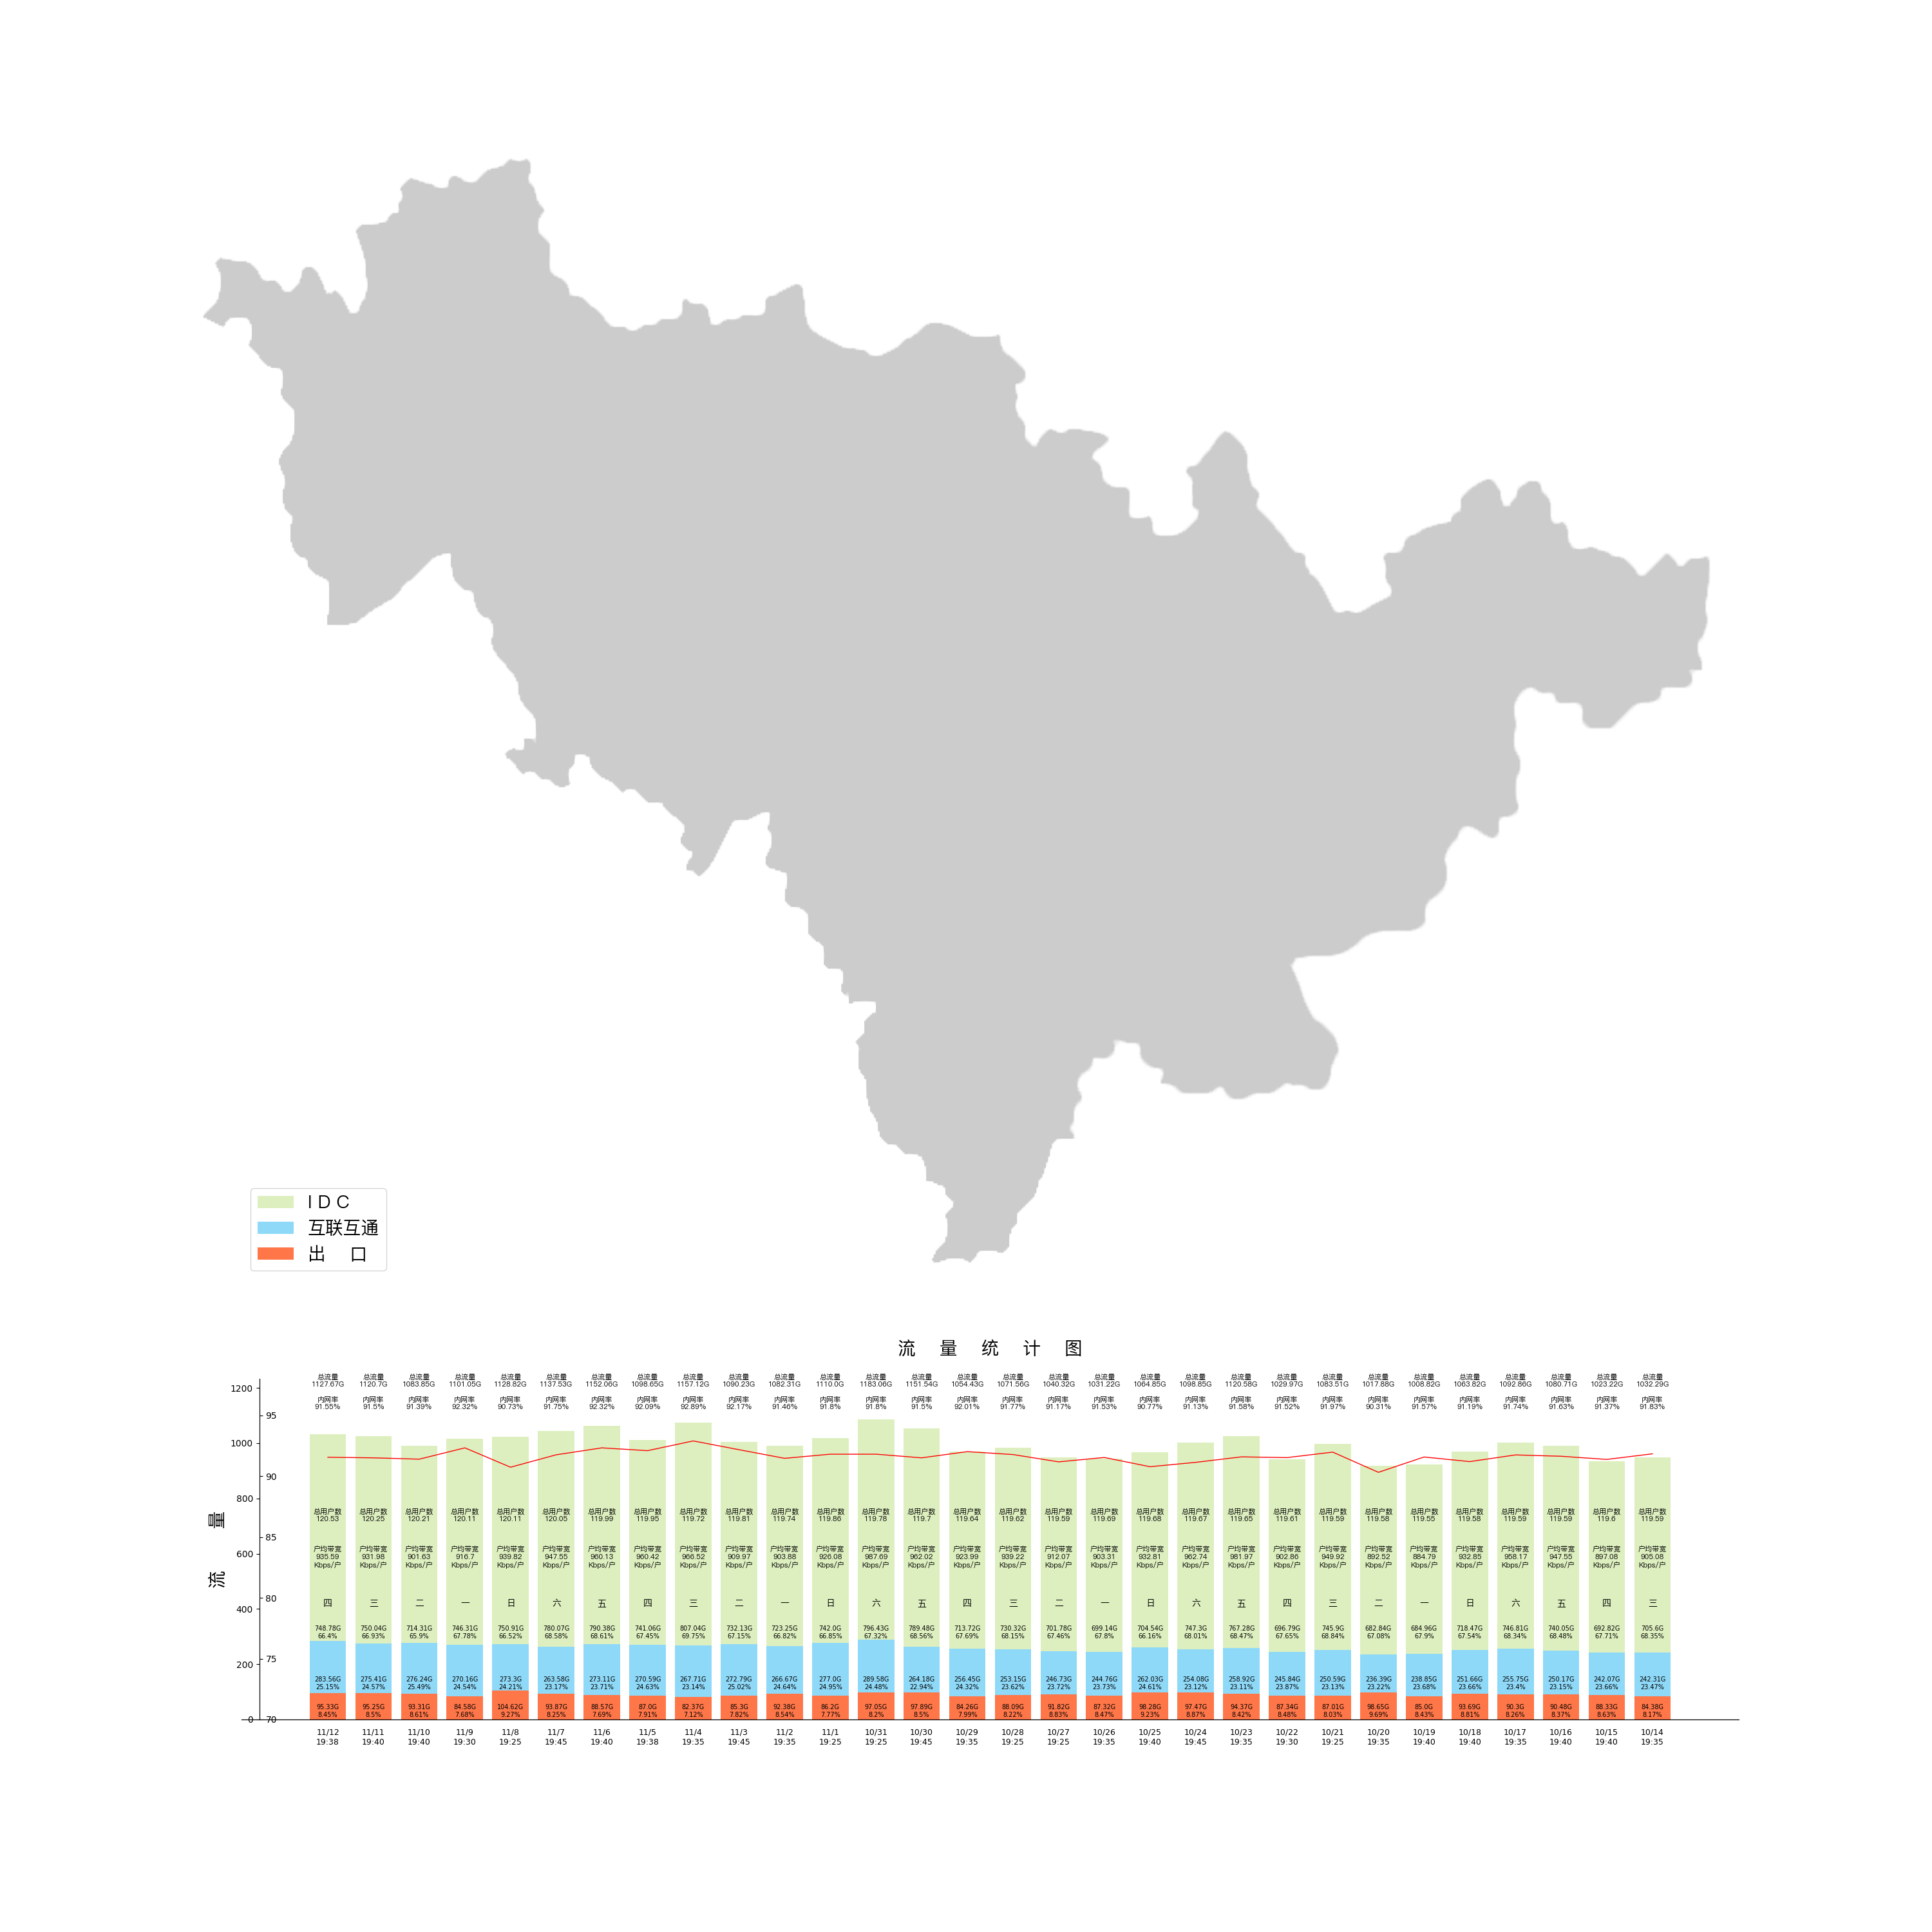 I D C
互联互通
出 口
流 量 统 计 图
总流量 总流量 总流量 总流量 总流量 总流量 总流量 总流量 总流量 总流量 总流量 总流量 总流量 总流量 总流量 总流量 总流量 总流量 总流量 总流量 总流量 总流量 总流量 总流量 总流量 总流量 总流量 总流量 总流量 总流量
1127.67G 1120.7G 1083.85G 1101.05G 1128.82G 1137.53G 1152.06G 1098.65G 1157.12G 1090.23G 1082.31G 1110.0G 1183.06G 1151.54G 1054.43G 1071.56G 1040.32G 1031.22G 1064.85G 1098.85G 1120.58G 1029.97G 1083.51G 1017.88G 1008.82G 1063.82G 1092.86G 1080.71G 1023.22G 1032.29G
内网率 内网率 内网率 内网率 内网率 内网率 内网率 内网率 内网率 内网率 内网率 内网率 内网率 内网率 内网率 内网率 内网率 内网率 内网率 内网率 内网率 内网率 内网率 内网率 内网率 内网率 内网率 内网率 内网率 内网率
91.55% 91.5% 91.39% 92.32% 90.73% 91.75% 92.32% 92.09% 92.89% 92.17% 91.46% 91.8% 91.8% 91.5% 92.01% 91.77% 91.17% 91.53% 90.77% 91.13% 91.58% 91.52% 91.97% 90.31% 91.57% 91.19% 91.74% 91.63% 91.37% 91.83%
1200
1000
800
600
400
200
0
95
90
85
80
75
70
流 量
总用户数 总用户数 总用户数 总用户数 总用户数 总用户数 总用户数 总用户数 总用户数 总用户数 总用户数 总用户数 总用户数 总用户数 总用户数 总用户数 总用户数 总用户数 总用户数 总用户数 总用户数 总用户数 总用户数 总用户数 总用户数 总用户数 总用户数 总用户数 总用户数 总用户数
120.53 120.25 120.21 120.11 120.11 120.05 119.99 119.95 119.72 119.81 119.74 119.86 119.78 119.7 119.64 119.62 119.59 119.69 119.68 119.67 119.65 119.61 119.59 119.58 119.55 119.58 119.59 119.59 119.6 119.59
户均带宽 户均带宽 户均带宽 户均带宽 户均带宽 户均带宽 户均带宽 户均带宽 户均带宽 户均带宽 户均带宽 户均带宽 户均带宽 户均带宽 户均带宽 户均带宽 户均带宽 户均带宽 户均带宽 户均带宽 户均带宽 户均带宽 户均带宽 户均带宽 户均带宽 户均带宽 户均带宽 户均带宽 户均带宽 户均带宽
935.59 931.98 901.63 916.7 939.82 947.55 960.13 960.42 966.52 909.97 903.88 926.08 987.69 962.02 923.99 939.22 912.07 903.31 932.81 962.74 981.97 902.86 949.92 892.52 884.79 932.85 958.17 947.55 897.08 905.08
Kbps/户 Kbps/户 Kbps/户 Kbps/户 Kbps/户 Kbps/户 Kbps/户 Kbps/户 Kbps/户 Kbps/户 Kbps/户 Kbps/户 Kbps/户 Kbps/户 Kbps/户 Kbps/户 Kbps/户 Kbps/户 Kbps/户 Kbps/户 Kbps/户 Kbps/户 Kbps/户 Kbps/户 Kbps/户 Kbps/户 Kbps/户 Kbps/户 Kbps/户 Kbps/户
四 三 二 一 日 六 五 四 三 二 一 日 六 五 四 三 二 一 日 六 五 四 三 二 一 日 六 五 四 三
748.78G 750.04G 714.31G 746.31G 750.91G 780.07G 790.38G 741.06G 807.04G 732.13G 723.25G 742.0G 796.43G 789.48G 713.72G 730.32G 701.78G 699.14G 704.54G 747.3G 767.28G 696.79G 745.9G 682.84G 684.96G 718.47G 746.81G 740.05G 692.82G 705.6G
66.4% 66.93% 65.9% 67.78% 66.52% 68.58% 68.61% 67.45% 69.75% 67.15% 66.82% 66.85% 67.32% 68.56% 67.69% 68.15% 67.46% 67.8% 66.16% 68.01% 68.47% 67.65% 68.84% 67.08% 67.9% 67.54% 68.34% 68.48% 67.71% 68.35%
283.56G 275.41G 276.24G 270.16G 273.3G 263.58G 273.11G 270.59G 267.71G 272.79G 266.67G 277.0G 289.58G 264.18G 256.45G 253.15G 246.73G 244.76G 262.03G 254.08G 258.92G 245.84G 250.59G 236.39G 238.85G 251.66G 255.75G 250.17G 242.07G 242.31G
25.15% 24.57% 25.49% 24.54% 24.21% 23.17% 23.71% 24.63% 23.14% 25.02% 24.64% 24.95% 24.48% 22.94% 24.32% 23.62% 23.72% 23.73% 24.61% 23.12% 23.11% 23.87% 23.13% 23.22% 23.68% 23.66% 23.4% 23.15% 23.66% 23.47%
95.33G 95.25G 93.31G 84.58G 104.62G 93.87G 88.57G 87.0G 82.37G 85.3G 92.38G 86.2G 97.05G 97.89G 84.26G 88.09G 91.82G 87.32G 98.28G 97.47G 94.37G 87.34G 87.01G 98.65G 85.0G 93.69G 90.3G 90.48G 88.33G 84.38G
8.45% 8.5% 8.61% 7.68% 9.27% 8.25% 7.69% 7.91% 7.12% 7.82% 8.54% 7.77% 8.2% 8.5% 7.99% 8.22% 8.83% 8.47% 9.23% 8.87% 8.42% 8.48% 8.03% 9.69% 8.43% 8.81% 8.26% 8.37% 8.63% 8.17%
11/12 11/11 11/10 11/9 11/8 11/7 11/6 11/5 11/4 11/3 11/2 11/1 10/31 10/30 10/29 10/28 10/27 10/26 10/25 10/24 10/23 10/22 10/21 10/20 10/19 10/18 10/17 10/16 10/15 10/14
19:38 19:40 19:40 19:30 19:25 19:45 19:40 19:38 19:35 19:45 19:35 19:25 19:25 19:45 19:35 19:25 19:25 19:35 19:40 19:45 19:35 19:30 19:25 19:35 19:40 19:40 19:35 19:40 19:40 19:35